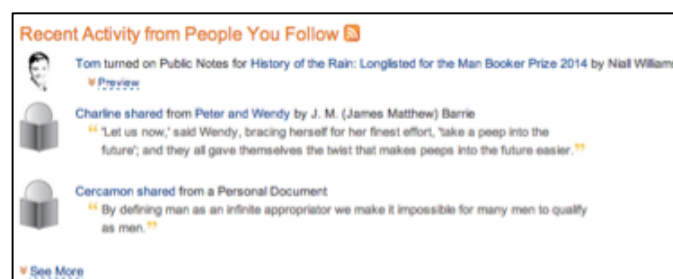 Recent Activity from People You Follow
Tom turned on Public Notes for History of the Rain: Longlisted for the Man Booker Prize 2014 by Niall Williams
Preview
Charline shared from Peter and Wendy by J. M. (James Matthew) Barrie
“ 'Let us now,' said Wendy, bracing herself for her finest effort, 'take a peep into the
future'; and they all gave themselves the twist that makes peeps into the future easier.”
Cercamon shared from a Personal Document
“ By defining man as an infinite appropriator we make it impossible for many men to qualify
as men.”
See More